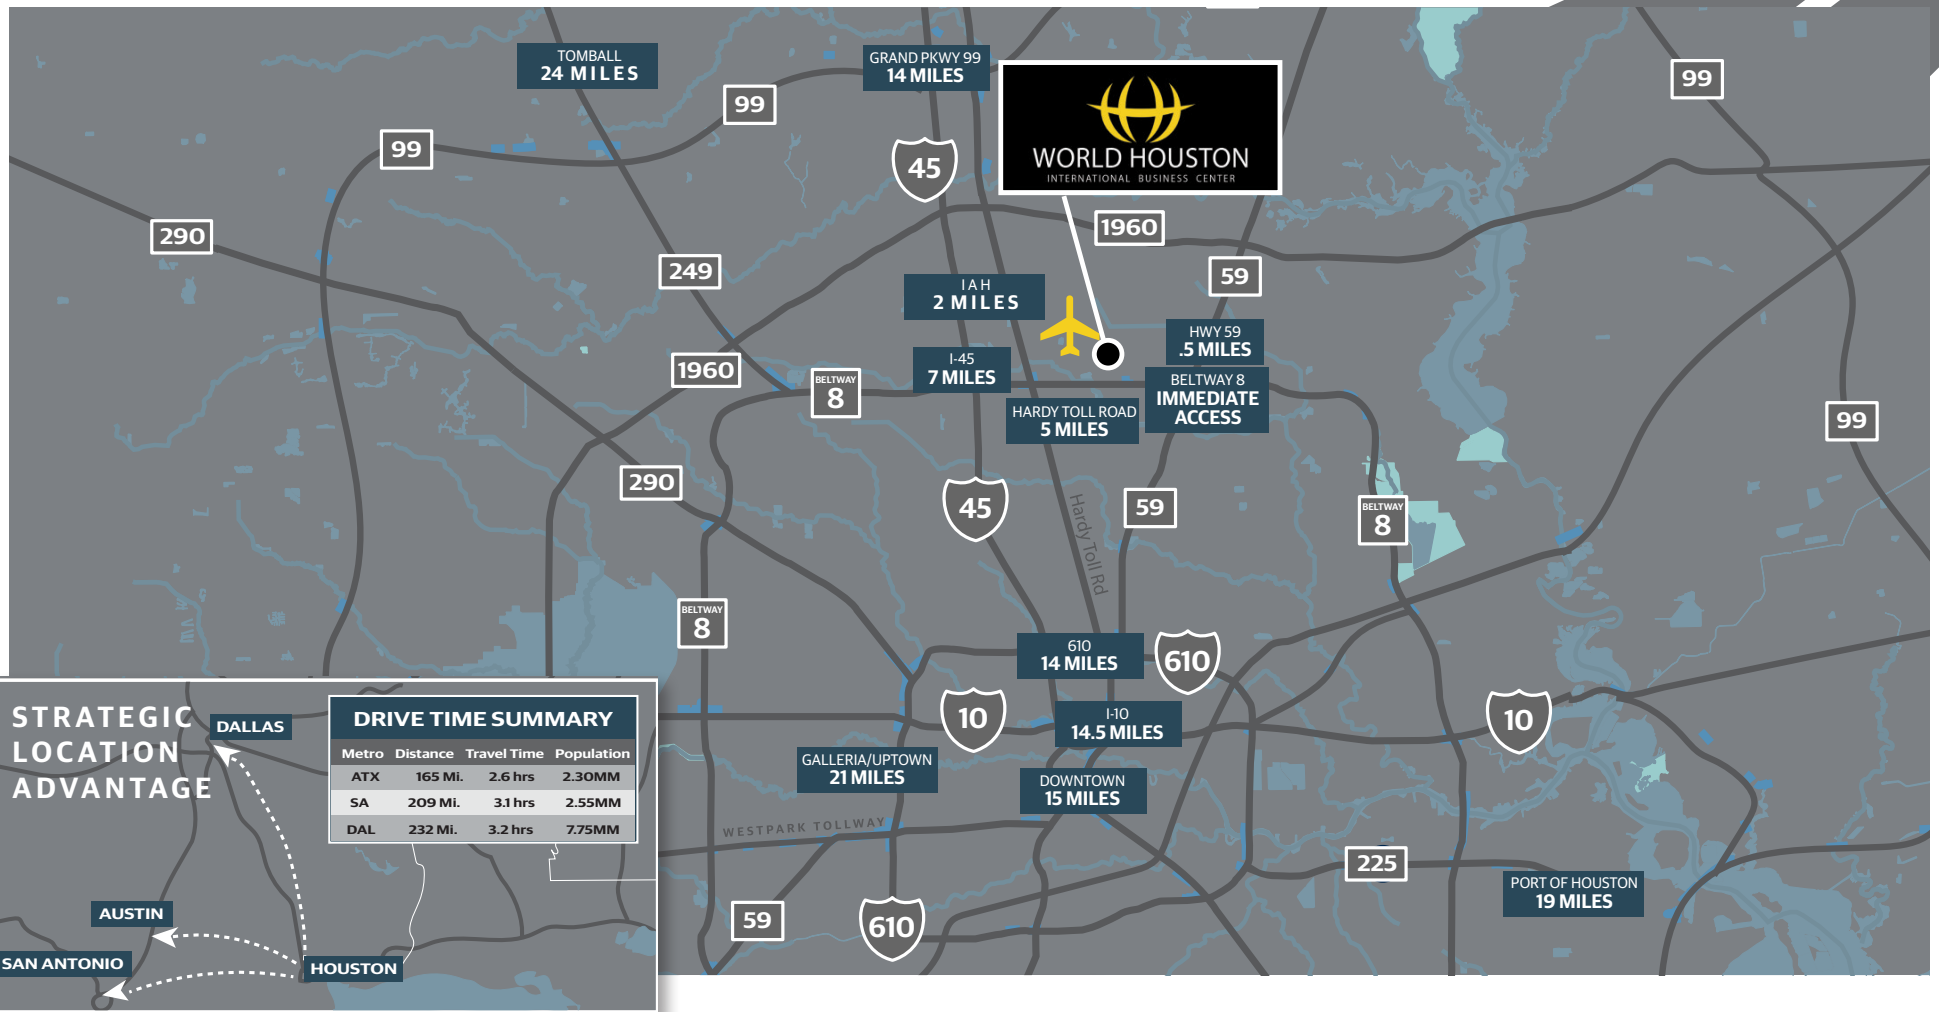 TOMBALL
24 MILES
GRAND PKWY 99
14 MILES
99
99
99
45
WORLD HOUSTON
INTERNATIONAL BUSINESS CENTER
290
249
1960
59
IAH
2 MILES
HWY 59
.5 MILES
I-45
7 MILES
1960
BELTWAY
8
BELTWAY 8
IMMEDIATE
ACCESS
HARDY TOLL ROAD
5 MILES
99
290
45
Hardy Toll Rd
59
BELTWAY
8
BELTWAY
8
610
14 MILES
610
10
I-10
14.5 MILES
10
GALLERIA/UPTOWN
21 MILES
DOWNTOWN
15 MILES
WESTPARK TOLLWAY
225
PORT OF HOUSTON
19 MILES
59
610
STRATEGIC
LOCATION
ADVANTAGE
DALLAS
AUSTIN
SAN ANTONIO
HOUSTON
DRIVE TIME SUMMARY
Metro Distance Travel Time Population
ATX 165 Mi. 2.6 hrs 2.30MM
SA 209 Mi. 3.1 hrs 2.55MM
DAL 232 Mi. 3.2 hrs 7.75MM